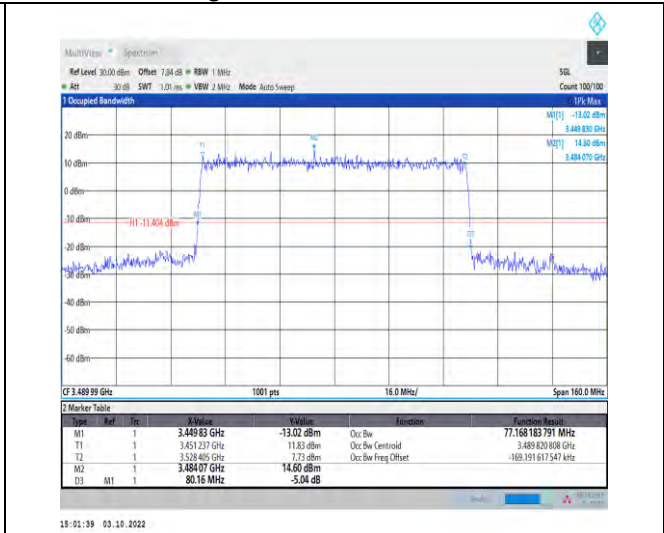 MultiView Spectrum
Ref Level 30.00 dBm Offset 7.84 dB RBW 1 MHz SGL
Att 30 dB SWT 1.01 ms VBW 2 MHz Mode Auto Sweep Count 100/100
1 Occupied Bandwidth 1Pk Max
M1[1] -13.02 dBm
3.449 830 GHz
M2[1] 14.60 dBm
3.484 070 GHz
20 dBm
M2
T1
T2
10 dBm
0 dBm
M1
-10 dBm
H1 -11.404 dBm
D3
-20 dBm
-30 dBm
-40 dBm
-50 dBm
-60 dBm
CF 3.489 99 GHz 1001 pts 16.0 MHz/ Span 160.0 MHz
2 Marker Table
Type Ref Trc X-Value Y-Value Function Function Result
M1 1 3.449 83 GHz -13.02 dBm Occ Bw 77.168 183 791 MHz
T1 1 3.451 237 GHz 11.83 dBm Occ Bw Centroid 3.489 820 808 GHz
T2 1 3.528 405 GHz 7.73 dBm Occ Bw Freq Offset -169.191 617 547 kHz
M2 1 3.484 07 GHz 14.60 dBm
D3 M1 1 80.16 MHz -5.04 dB
15:01:39 03.10.2022